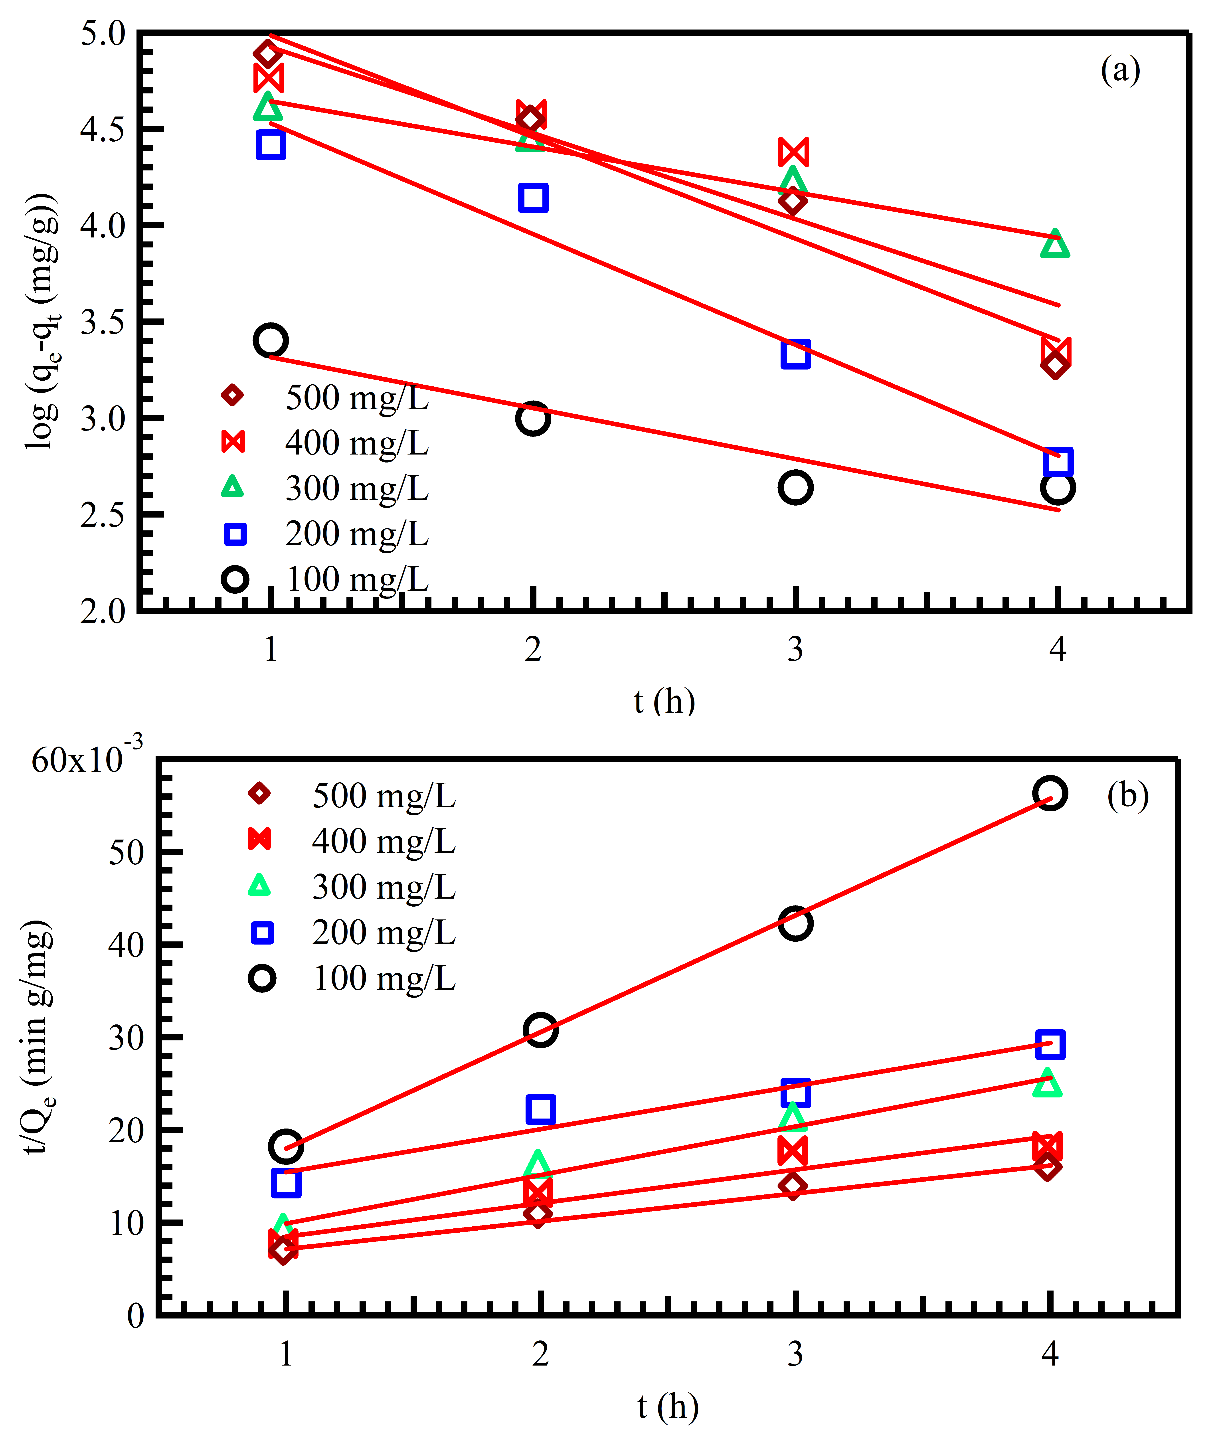 5.0
(a)
4.5
4.0
3.5
3.0
2.5
2.0
log (qe-qt (mg/g))
500 mg/L
400 mg/L
300 mg/L
200 mg/L
100 mg/L
1 2 3 4
t (h)
60x10-3
(b)
50
40
30
20
10
0
t/Qe (min g/mg)
500 mg/L
400 mg/L
300 mg/L
200 mg/L
100 mg/L
1 2 3 4
t (h)